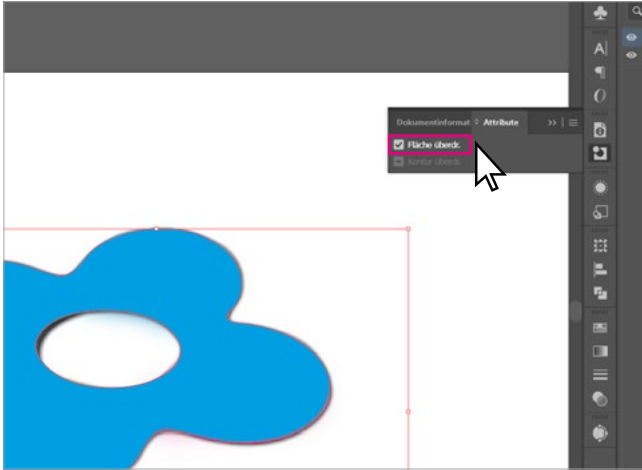 Dokumentinformat Attribute
Fläche überdr.
Kontur überdr.